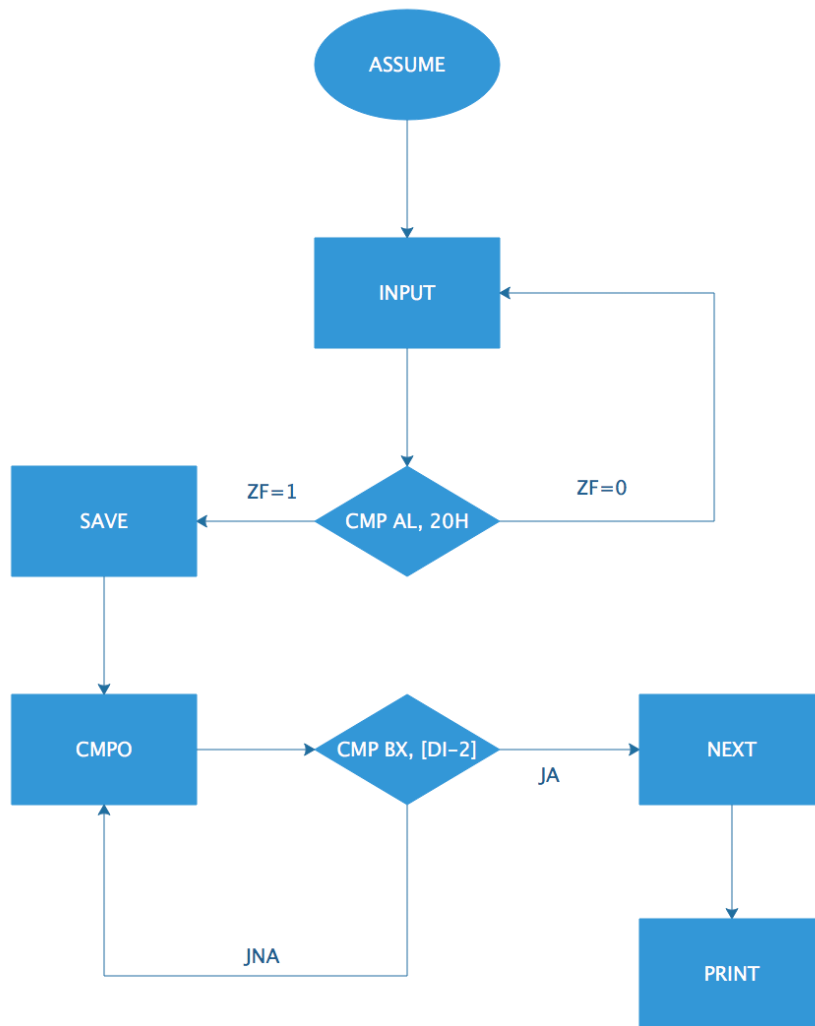 ASSUME
INPUT
ZF=1
ZF=0
SAVE
CMP AL, 20H
CMPO
CMP BX, [DI-2]
NEXT
JA
JNA
PRINT